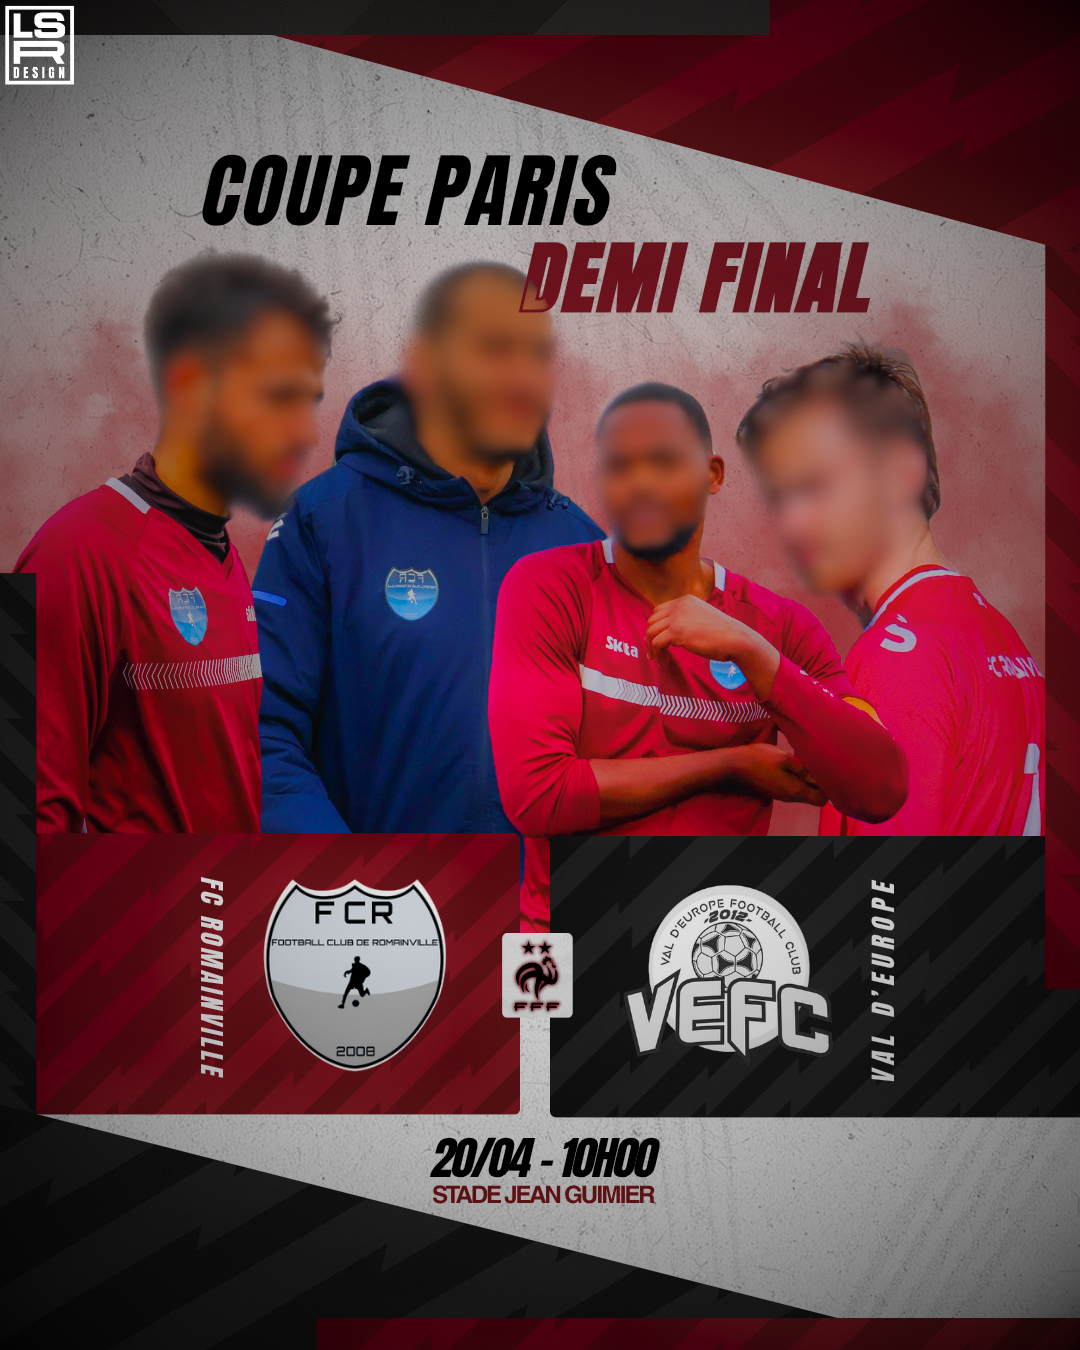 LS
R
DESIGN
COUPE PARIS
DEMI FINAL
Skita
FC ROMAINVILLE
FCR
FOOTBALL CLUB DE ROMAINVILLE
2008
FFF
VAL D'EUROPE FOOTBALL CLUB
-2012-
VEFC
VAL D'EUROPE
20/04 - 10H00
STADE JEAN GUIMIER